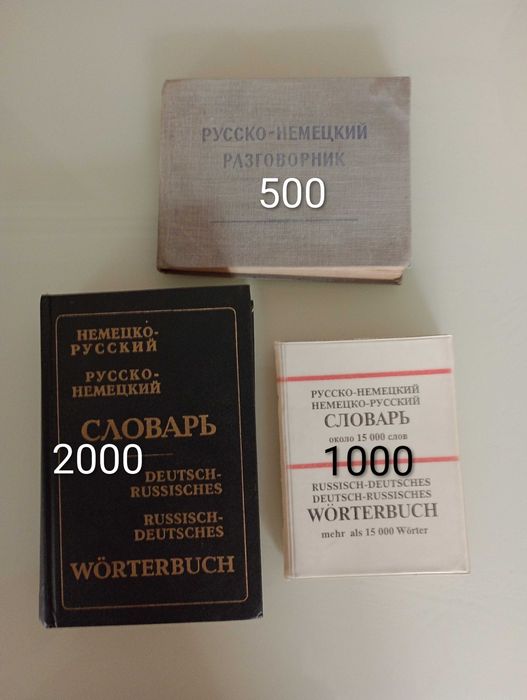 РУССКО-НЕМЕЦКИЙ
РАЗГОВОРНИК
500
НЕМЕЦКО-
РУССКИЙ
РУССКО-
НЕМЕЦКИЙ
СЛОВАРЬ
2000
DEUTSCH-
RUSSISCHES
RUSSISCH-
DEUTSCHES
WÖRTERBUCH
РУССКО-НЕМЕЦКИЙ
НЕМЕЦКО-РУССКИЙ
СЛОВАРЬ
около 15 000 слов
1000
RUSSISCH-DEUTSCHES
DEUTSCH-RUSSISCHES
WÖRTERBUCH
mehr als 15 000 Wörter